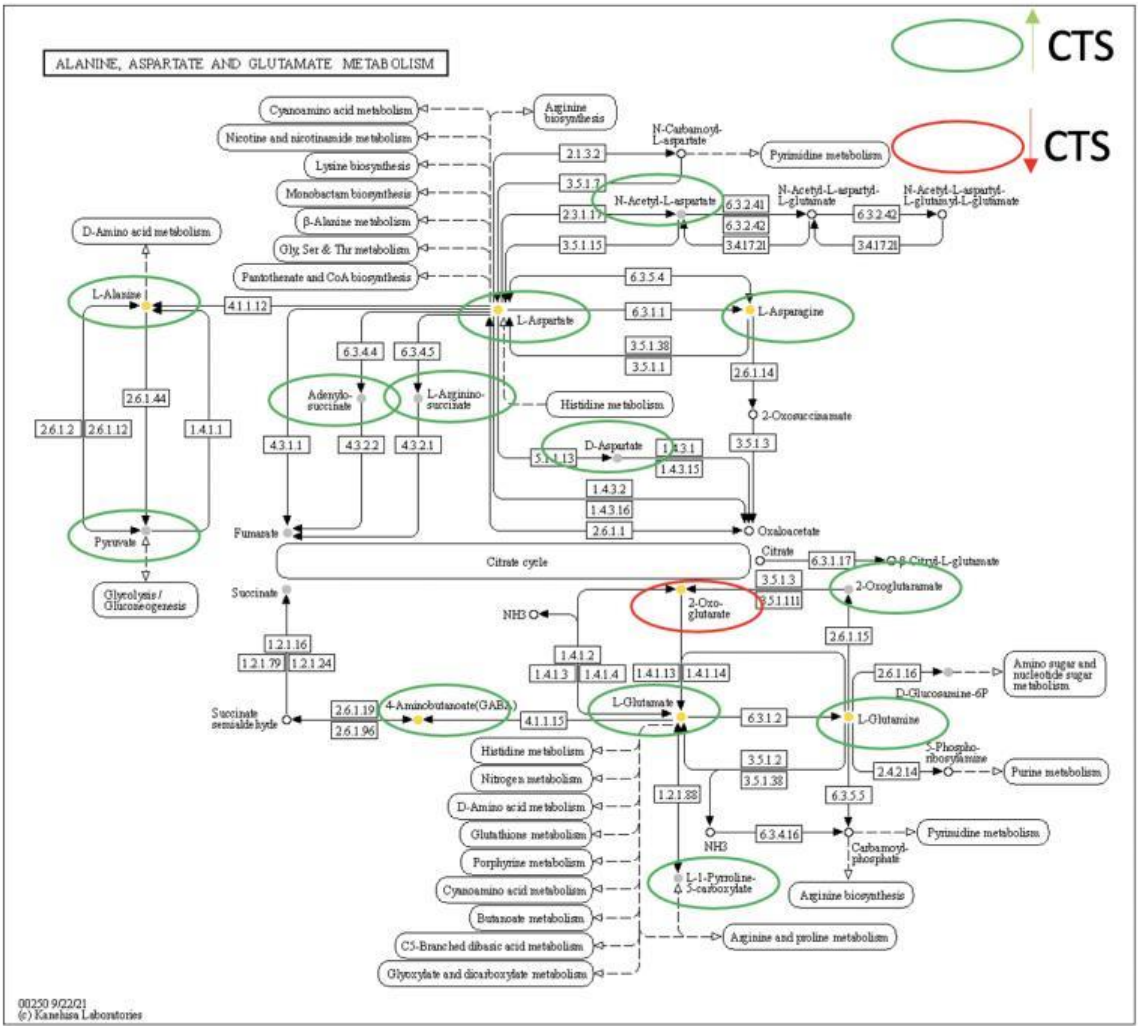 CTS
ALANINE, ASPARTATE AND GLUTAMATE METABOLISM
CTS
Cyanoamino acid metabolism
Arginine
biosynthesis
Nicotine and nicotinamide metabolism
Lysine biosynthesis
Monobactam biosynthesis
β-Alanine metabolism
Gly, Ser & Thr metabolism
Pantothenate and CoA biosynthesis
N-Carbamoyl-
L-aspartate
2.1.3.2
Pyrimidine metabolism
3.5.1.7
N-Acetyl-L-aspartate
N-Acetyl-L-aspartyl-
L-glutamate
N-Acetyl-L-aspartyl-
L-glutamyl-L-glutamate
2.3.1.17
6.3.2.41
6.3.2.42
6.3.2.42
3.5.1.15
3.4.17.21
3.4.17.21
D-Amino acid metabolism
L-Alanine
4.1.1.12
6.3.5.4
L-Aspartate
6.3.1.1
L-Asparagine
3.5.1.38
3.5.1.1
6.3.4.4
6.3.4.5
2.6.1.14
Adenylo-
succinate
L-Arginino-
succinate
2.6.1.44
Histidine metabolism
2-Oxosuccinamate
2.6.1.2
2.6.1.12
1.4.1.1
4.3.1.1
4.3.2.2
4.3.2.1
D-Aspartate
1.4.3.1
3.5.1.3
1.4.3.15
1.4.3.2
1.4.3.16
2.6.1.1
Oxaloacetate
Pyruvate
Fumarate
Citrate cycle
Citrate
6.3.1.17
β-Citryl-L-glutamate
Glycolysis /
Gluconeogenesis
Succinate
3.5.1.3
3.5.1.111
2-Oxoglutaramate
2-Oxo-
glutarate
NH3
1.2.1.16
1.2.1.79
1.2.1.24
1.4.1.2
1.4.1.3
1.4.1.4
1.4.1.13
1.4.1.14
2.6.1.15
2.6.1.16
Amino sugar and
nucleotide sugar
metabolism
D-Glucosamine-6P
Succinate
semialdehyde
2.6.1.19
2.6.1.96
4-Aminobutanoate(GABA)
4.1.1.15
L-Glutamate
6.3.1.2
L-Glutamine
5-Phospho-
ribosylamine
Histidine metabolism
Nitrogen metabolism
D-Amino acid metabolism
Glutathione metabolism
Porphyrine metabolism
Cyanoamino acid metabolism
Butanoate metabolism
C5-Branched dibasic acid metabolism
Glyoxylate and dicarboxylate metabolism
3.5.1.2
3.5.1.38
2.4.2.14
Purine metabolism
1.2.1.88
6.3.5.5
NH3
6.3.4.16
Carbamoyl-
phosphate
Pyrimidine metabolism
L-1-Pyrroline-
5-carboxylate
Arginine biosynthesis
Arginine and proline metabolism
00250 9/22/21
(c) Kanehisa Laboratories